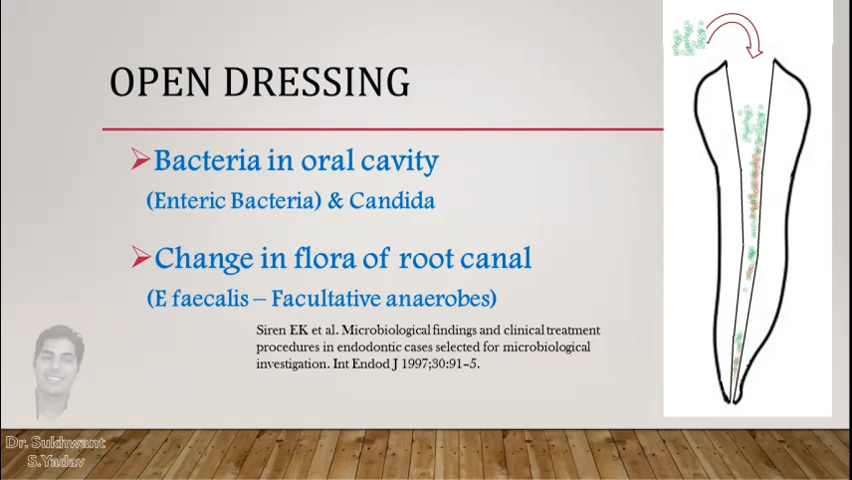 OPEN DRESSING
Bacteria in oral cavity
(Enteric Bacteria) & Candida
Change in flora of root canal
(E faecalis – Facultative anaerobes)
Siren EK et al. Microbiological findings and clinical treatment
procedures in endodontic cases selected for microbiological
investigation. Int Endod J 1997;30:91–5.
Dr. Sukhwant
S.Yadav